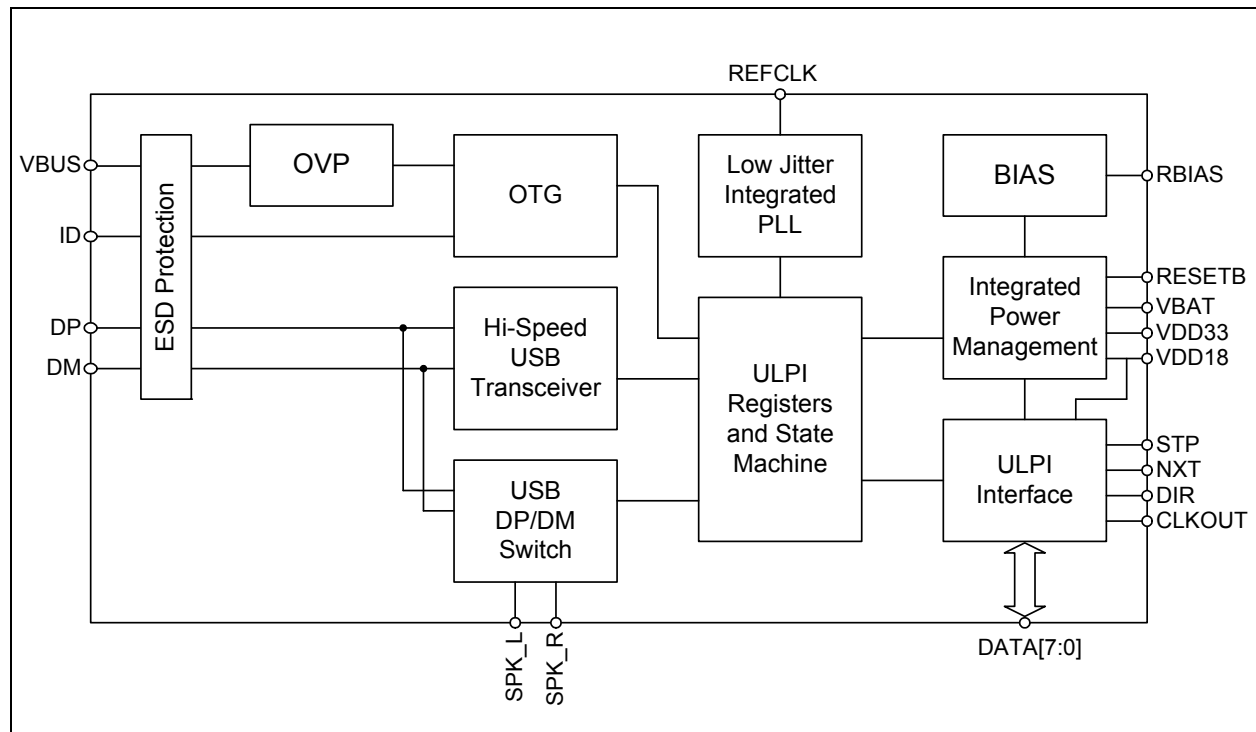 REFCLK
VBUS
ID
DP
DM
ESD Protection
OVP
OTG
Hi-Speed
USB
Transceiver
USB
DP/DM
Switch
SPK_L
SPK_R
Low Jitter
Integrated
PLL
ULPI
Registers
and State
Machine
BIAS
Integrated
Power
Management
ULPI
Interface
RBIAS
RESETB
VBAT
VDD33
VDD18
STP
NXT
DIR
CLKOUT
DATA[7:0]